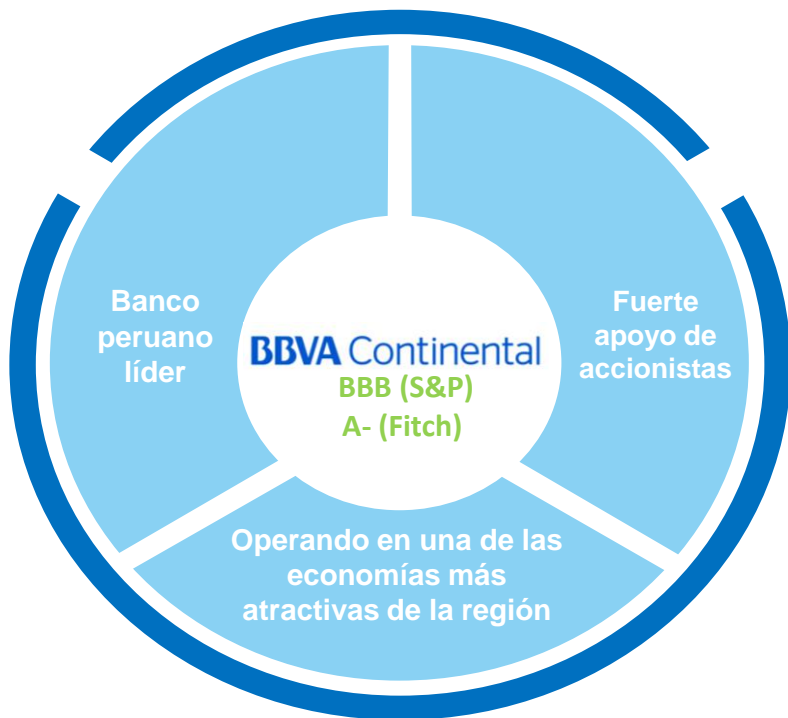 Banco
peruano
líder
Fuerte
apoyo de
accionistas
BBVA Continental
BBB (S&P)
A- (Fitch)
Operando en una de las
economías más
atractivas de la región